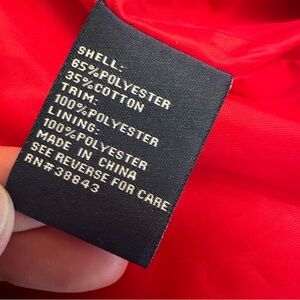 SHELL:
65%POLYESTER
35%COTTON
TRIM:
100%POLYESTER
LINING:
100%POLYESTER
MADE IN CHINA
SEE REVERSE FOR CARE
RN#38843